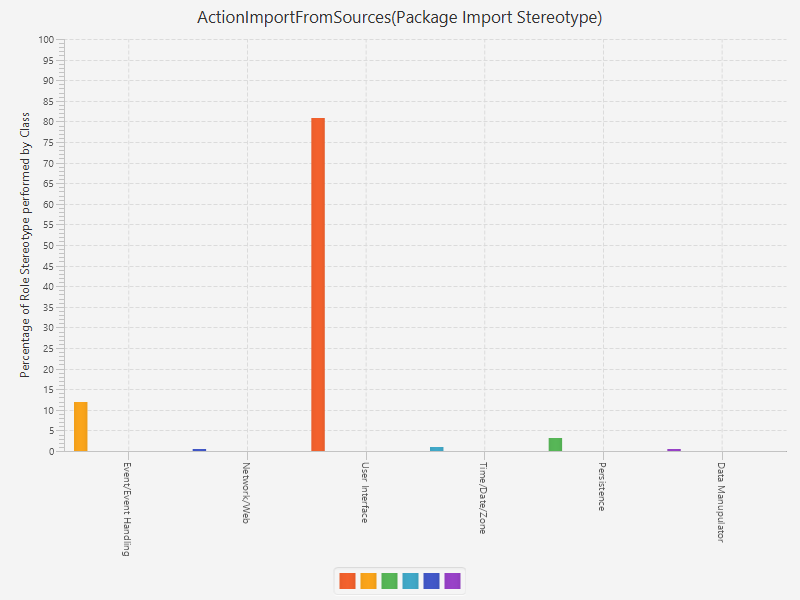 ActionImportFromSources(Package Import Stereotype)
Percentage of Role Stereotype performed by Class
100
95
90
85
80
75
70
65
60
55
50
45
40
35
30
25
20
15
10
5
0
Event/Event Handling
Network/Web
User Interface
Time/Date/Zone
Persistence
Data Manupulator